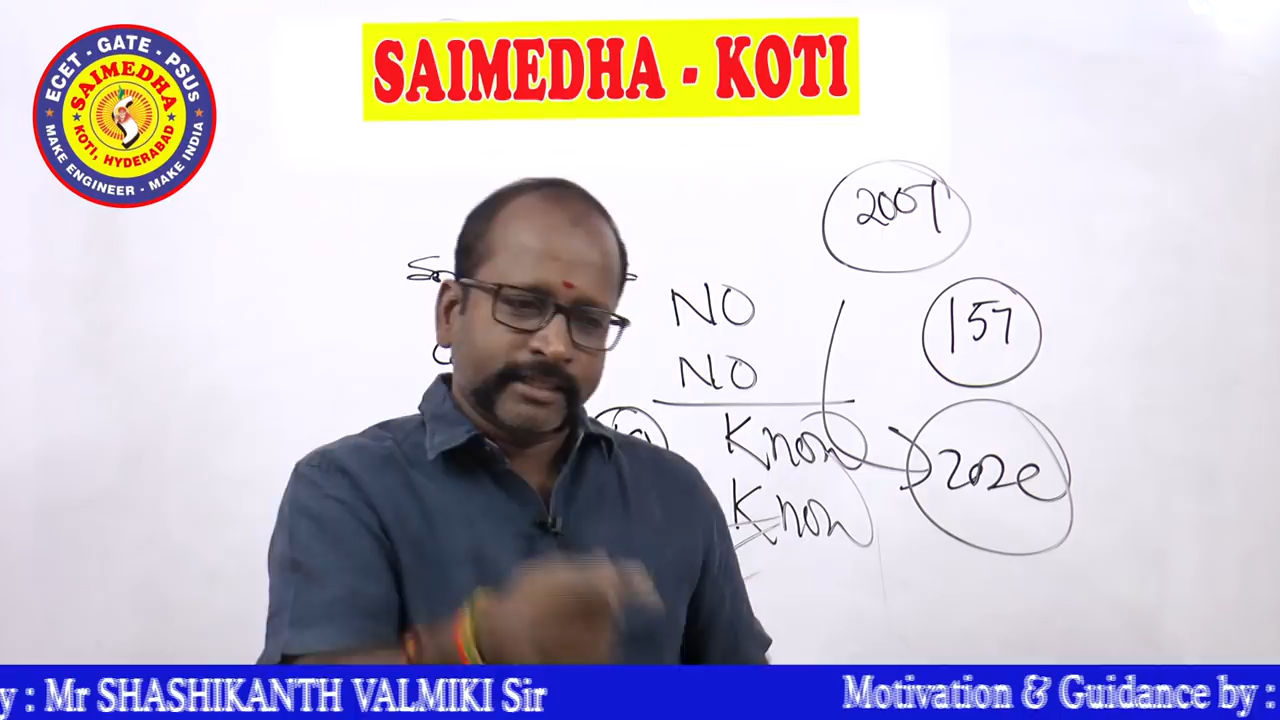 SAIMEDHA - KOTI
ECET - GATE - PSUS
SAIMEDHA
KOTI, HYDERABAD
MAKE ENGINEER - MAKE INDIA
2007
NO
157
NO
Know
Know
y : Mr SHASHIKANTH VALMIKI Sir
Motivation & Guidance by :